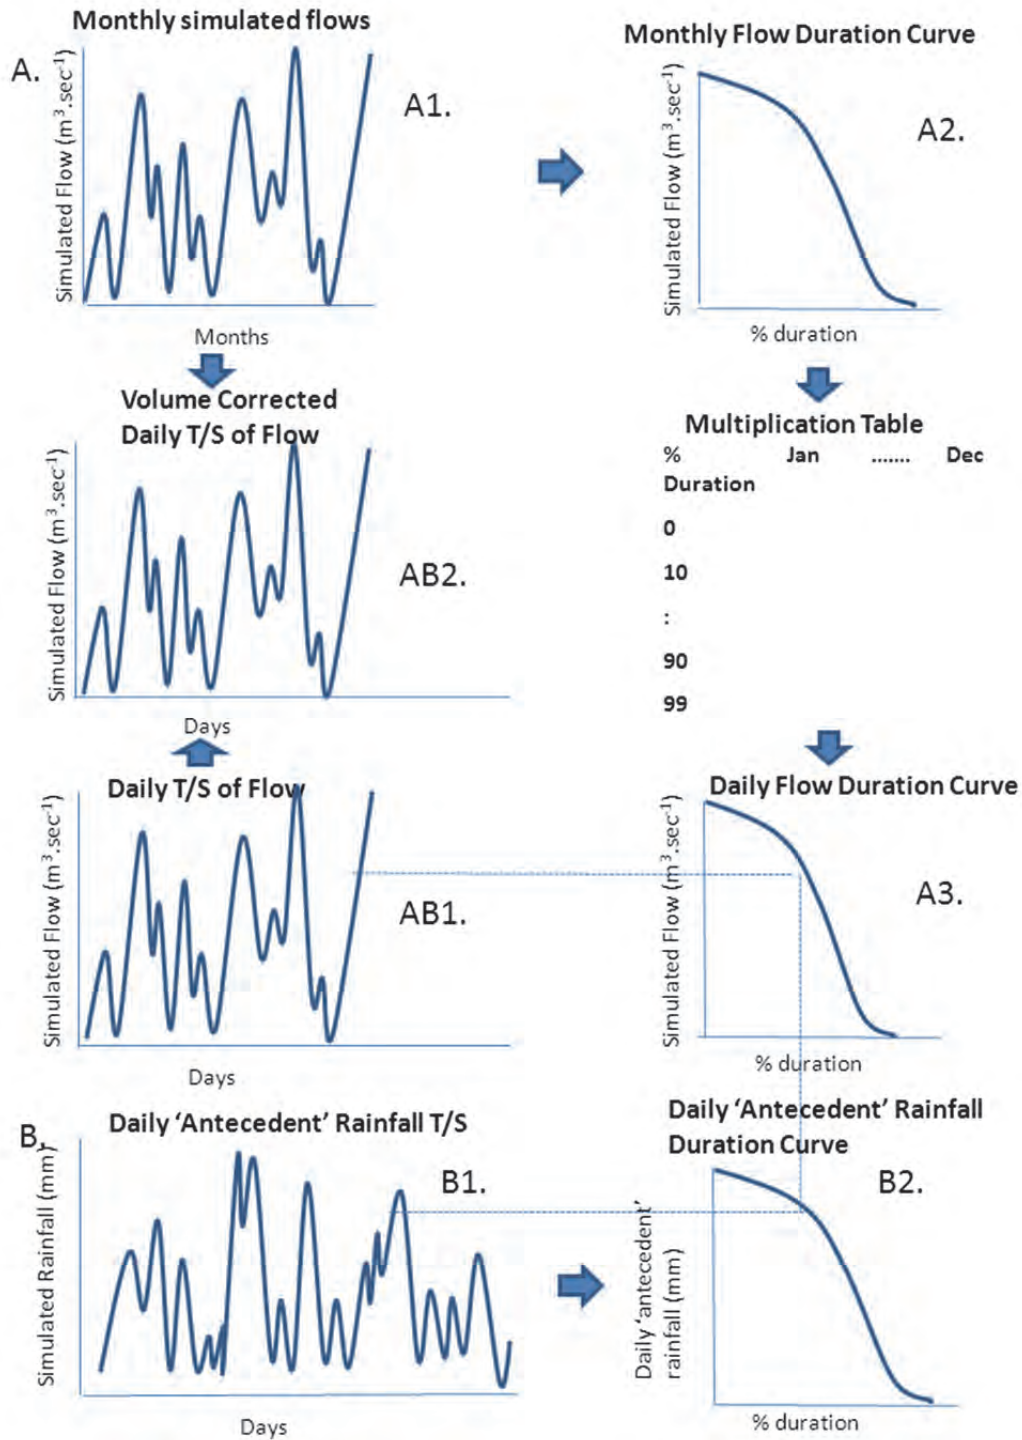 Monthly simulated flows
A.
Simulated Flow (m³.sec⁻¹)
A1.
Months
Monthly Flow Duration Curve
Simulated Flow (m³.sec⁻¹)
A2.
% duration
Volume Corrected
Daily T/S of Flow
Simulated Flow (m³.sec⁻¹)
AB2.
Days
Multiplication Table
% Jan ....... Dec
Duration
0
10
:
90
99
Daily T/S of Flow
Simulated Flow (m³.sec⁻¹)
AB1.
Days
Daily Flow Duration Curve
Simulated Flow (m³.sec⁻¹)
A3.
% duration
B.
Daily ‘Antecedent’ Rainfall T/S
Simulated Rainfall (mm)
B1.
Days
Daily ‘Antecedent’ Rainfall
Duration Curve
B2.
Daily ‘antecedent’
rainfall (mm)
% duration